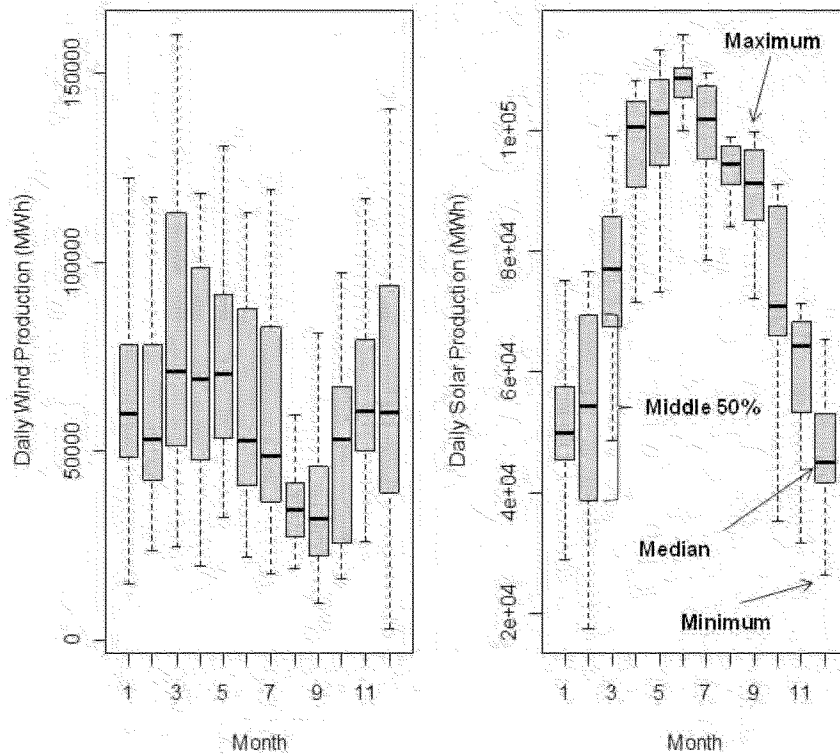 Daily Wind Production (MWh)
150000
100000
50000
0
1 3 5 7 9 11
Month
Daily Solar Production (MWh)
1e+05
8e+04
6e+04
4e+04
2e+04
Maximum
Middle 50%
Median
Minimum
1 3 5 7 9 11
Month